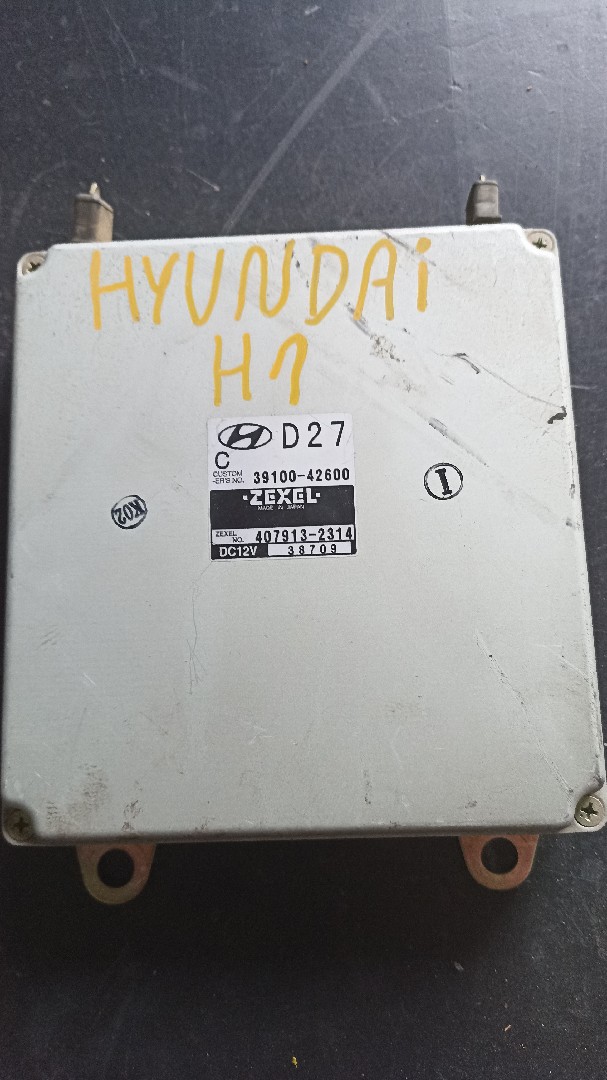 HYUNDAI
H1
D27
C
CUSTOM
-ER'S NO. 39100-42600
·ZEXEL·
MADE IN JAPAN
ZEXEL
NO. 407913-2314
DC12V 38709
K02
I